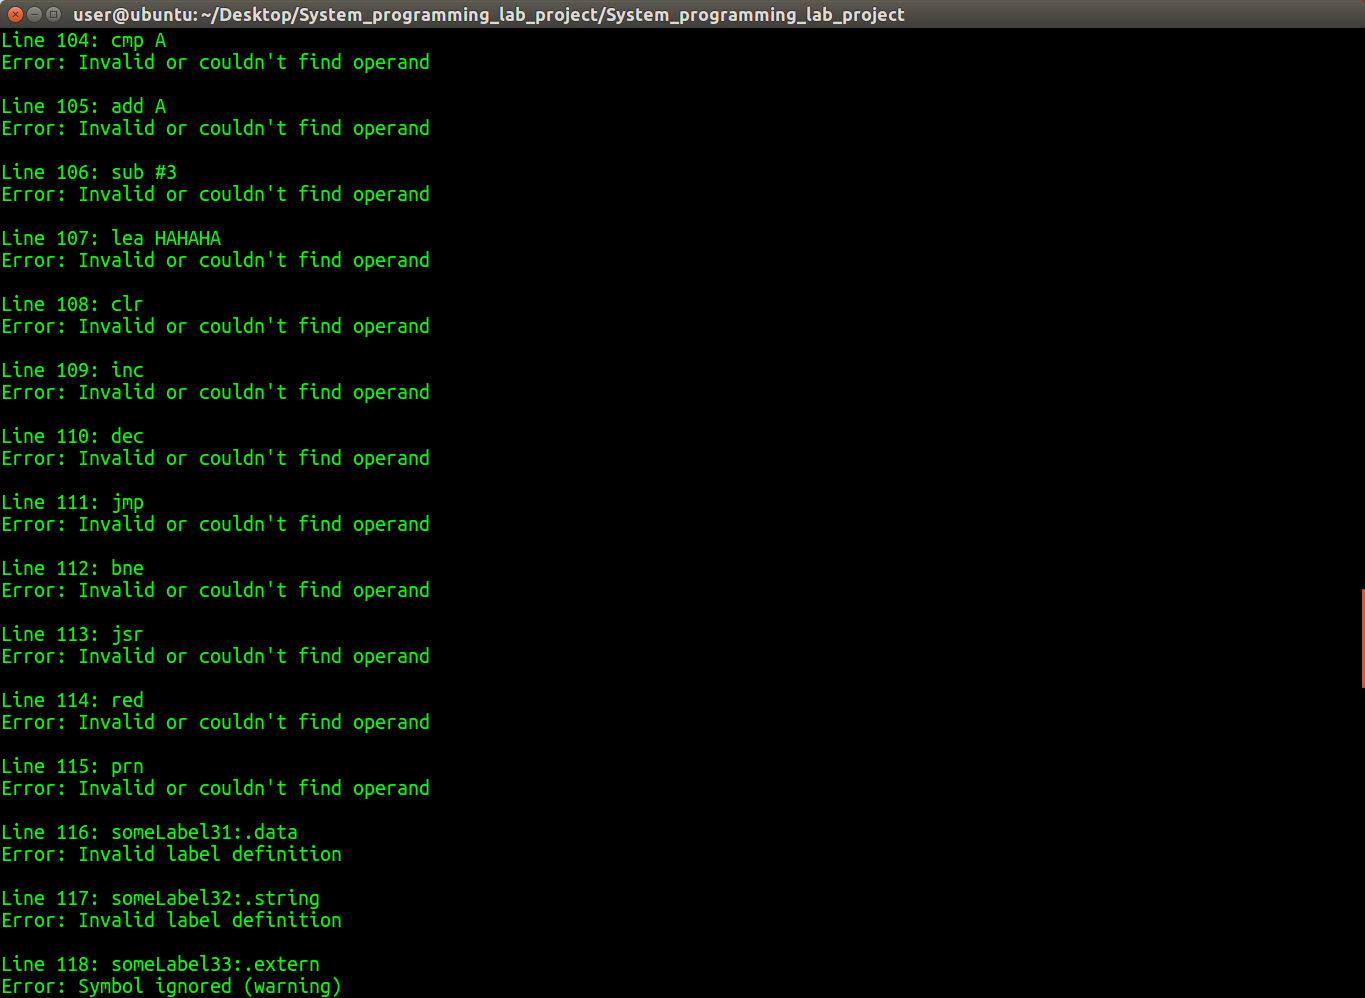 user@ubuntu: ~/Desktop/System_programming_lab_project/System_programming_lab_project
Line 104: cmp A
Error: Invalid or couldn't find operand
Line 105: add A
Error: Invalid or couldn't find operand
Line 106: sub #3
Error: Invalid or couldn't find operand
Line 107: lea HAHAHA
Error: Invalid or couldn't find operand
Line 108: clr
Error: Invalid or couldn't find operand
Line 109: inc
Error: Invalid or couldn't find operand
Line 110: dec
Error: Invalid or couldn't find operand
Line 111: jmp
Error: Invalid or couldn't find operand
Line 112: bne
Error: Invalid or couldn't find operand
Line 113: jsr
Error: Invalid or couldn't find operand
Line 114: red
Error: Invalid or couldn't find operand
Line 115: prn
Error: Invalid or couldn't find operand
Line 116: someLabel31:.data
Error: Invalid label definition
Line 117: someLabel32:.string
Error: Invalid label definition
Line 118: someLabel33:.extern
Error: Symbol ignored (warning)